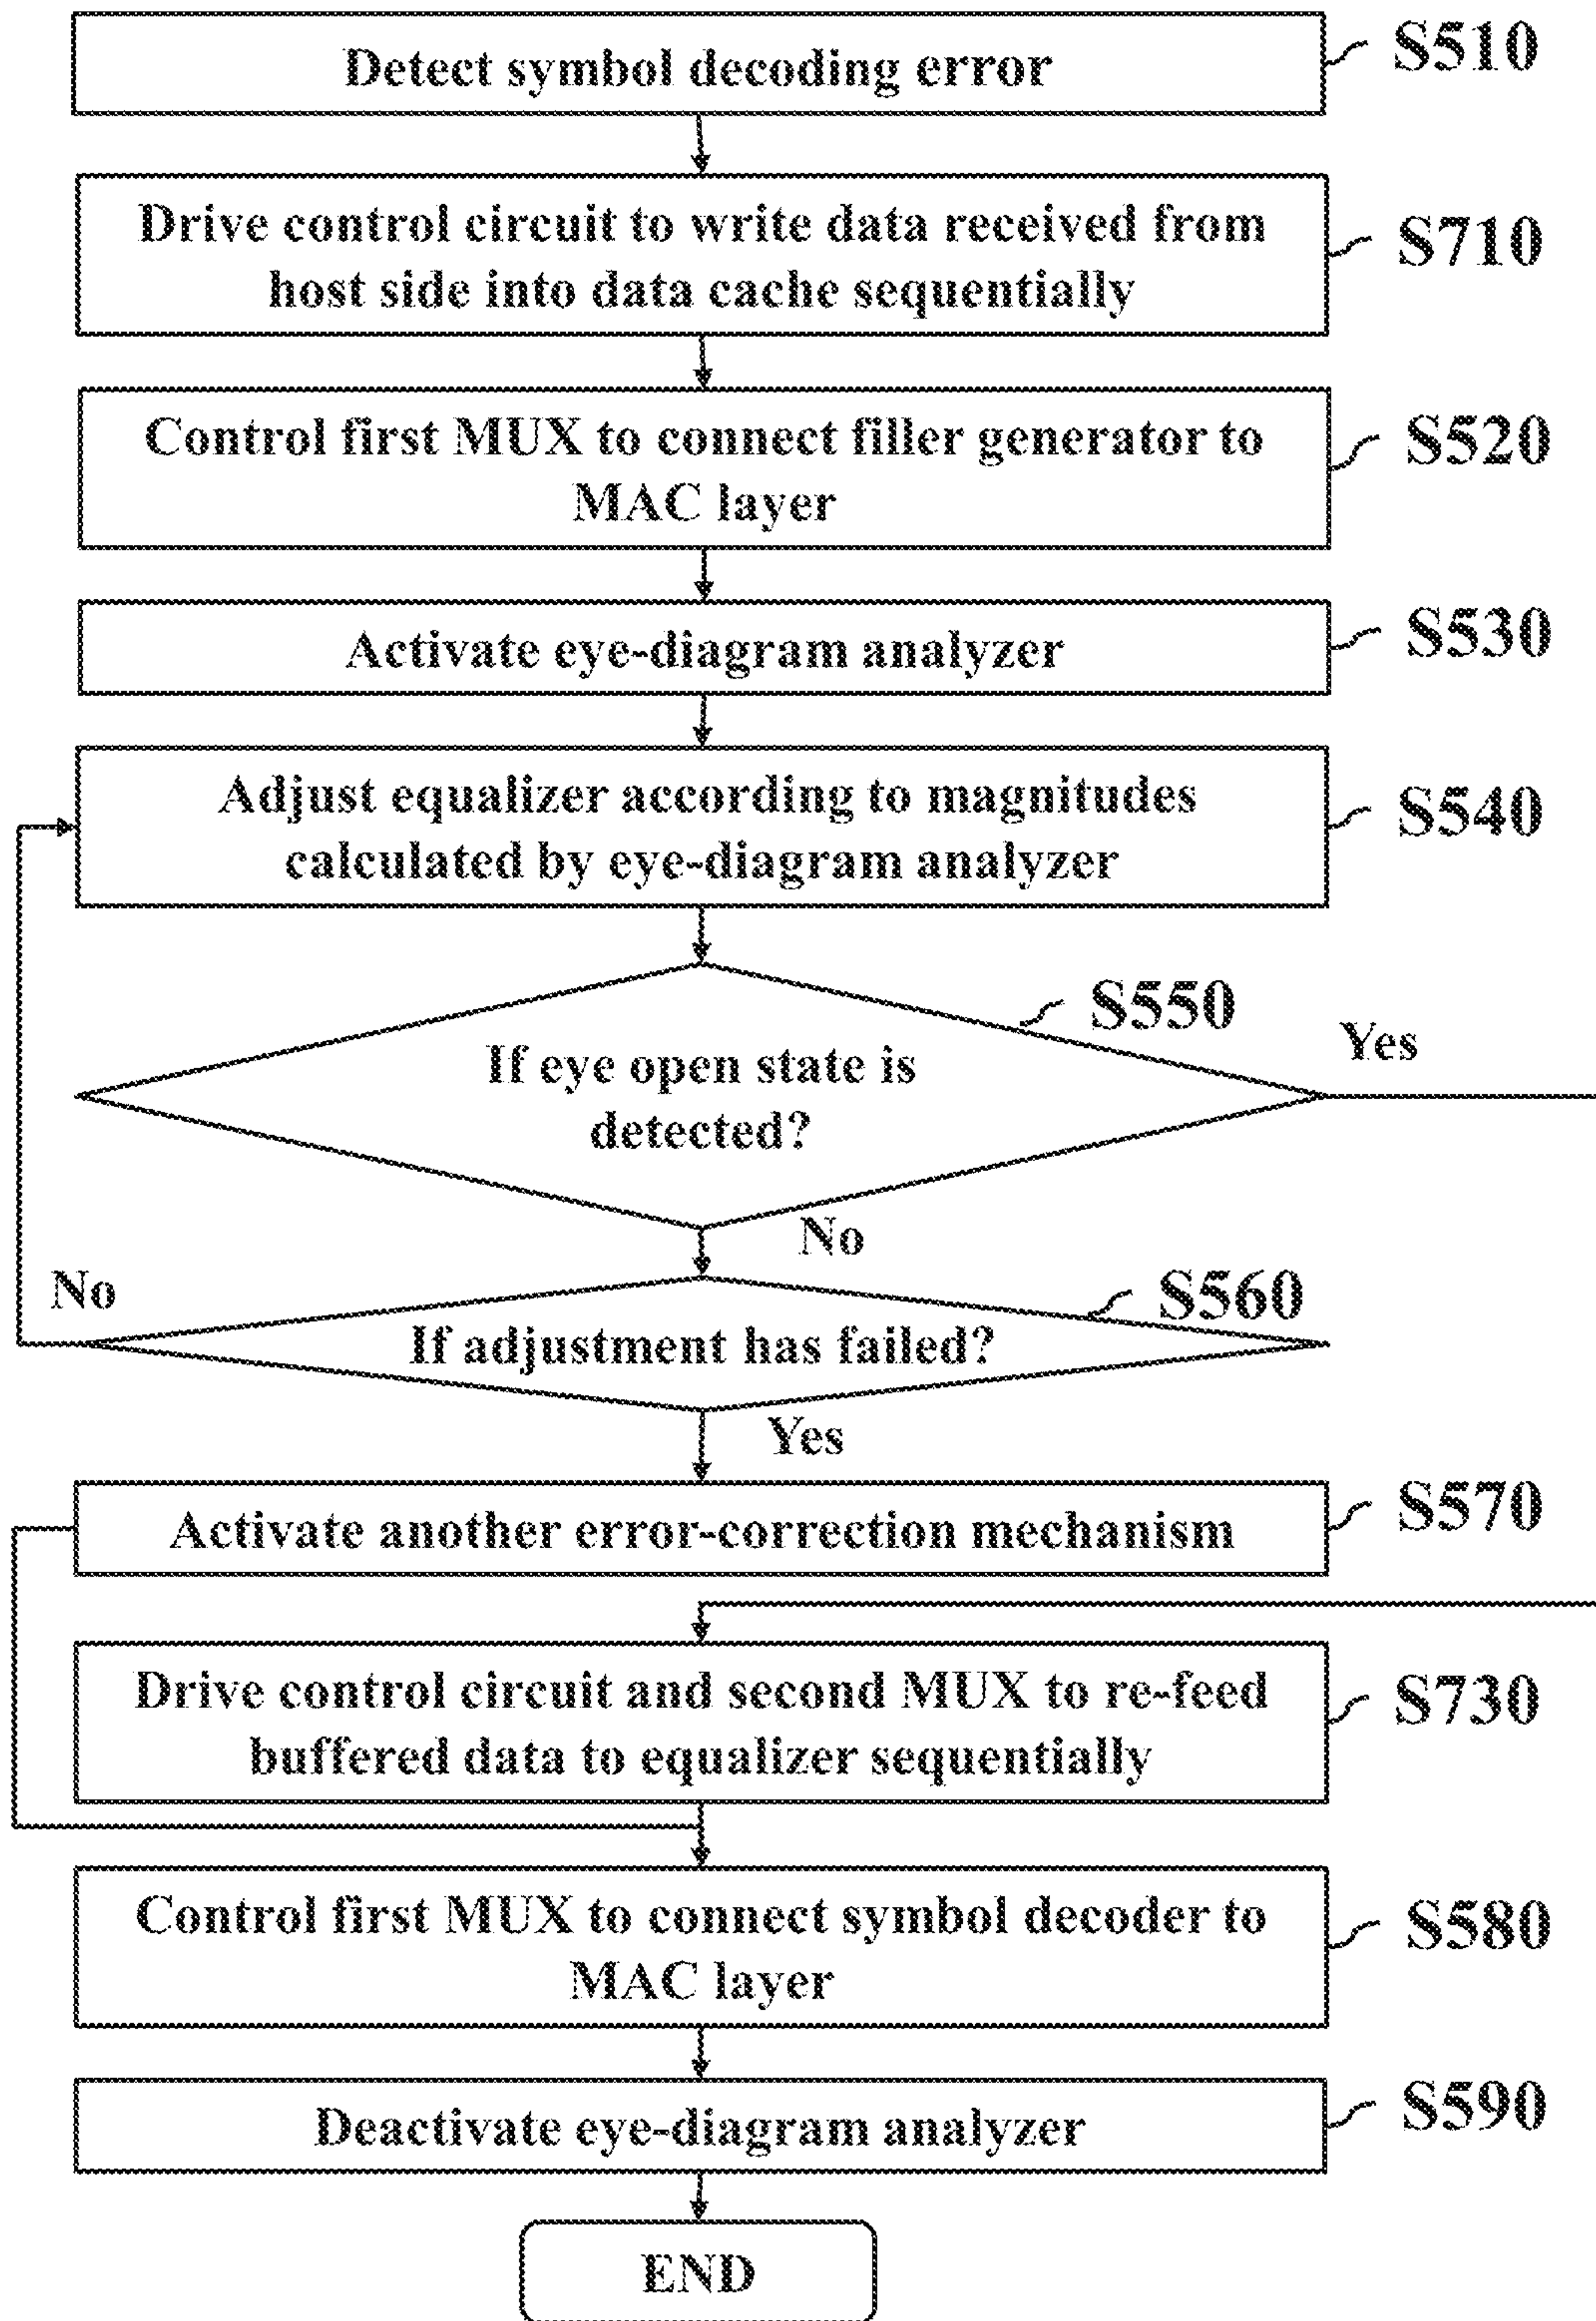 Detect symbol decoding error
S510
Drive control circuit to write data received from
host side into data cache sequentially
S710
Control first MUX to connect filler generator to
MAC layer
S520
Activate eye-diagram analyzer
S530
Adjust equalizer according to magnitudes
calculated by eye-diagram analyzer
S540
S550
If eye open state is
detected?
Yes
No
S560
If adjustment has failed?
No
Yes
Activate another error-correction mechanism
S570
Drive control circuit and second MUX to re-feed
buffered data to equalizer sequentially
S730
Control first MUX to connect symbol decoder to
MAC layer
S580
Deactivate eye-diagram analyzer
S590
END